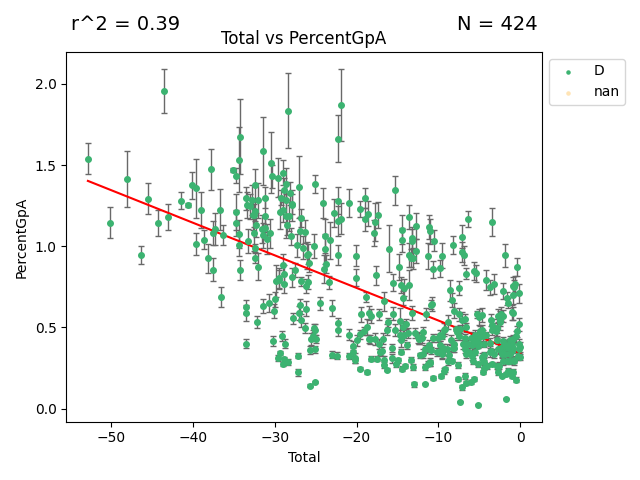 r^2 = 0.39
N = 424
Total vs PercentGpA
D
nan
PercentGpA
2.0
1.5
1.0
0.5
0.0
−50
−40
−30
−20
−10
0
Total